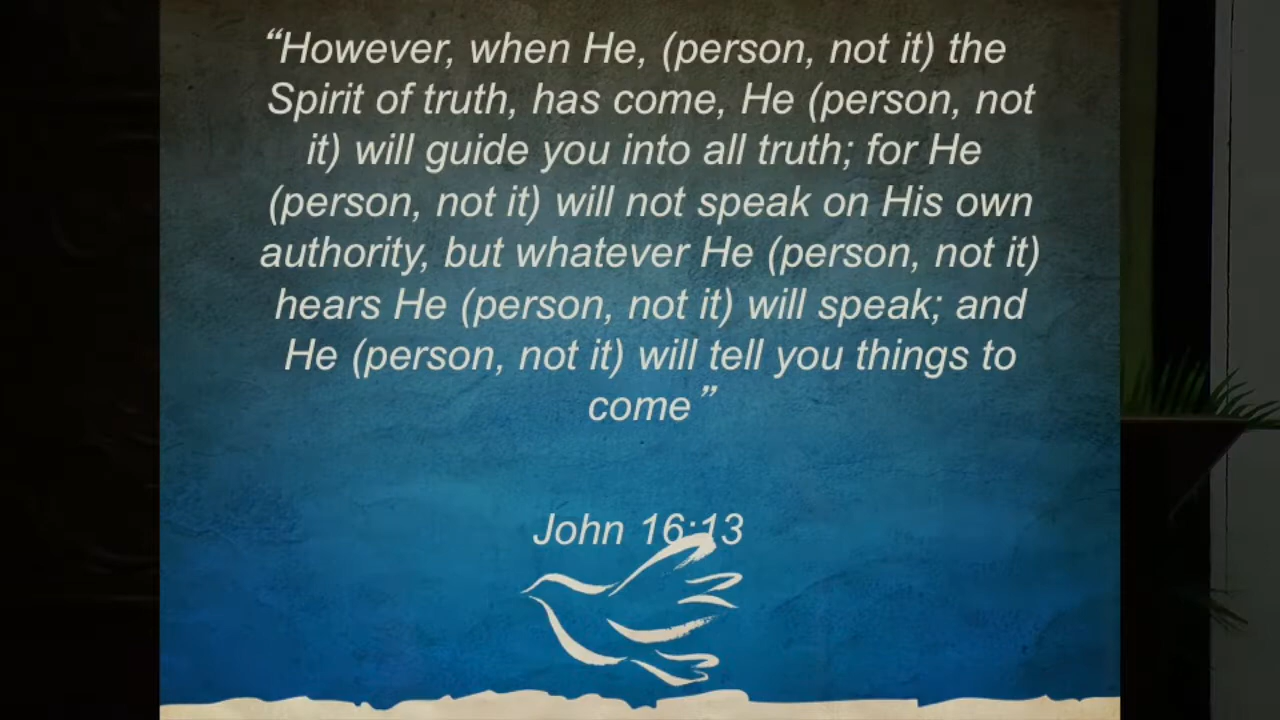 “However, when He, (person, not it) the
Spirit of truth, has come, He (person, not
it) will guide you into all truth; for He
(person, not it) will not speak on His own
authority, but whatever He (person, not it)
hears He (person, not it) will speak; and
He (person, not it) will tell you things to
come”
John 16:13